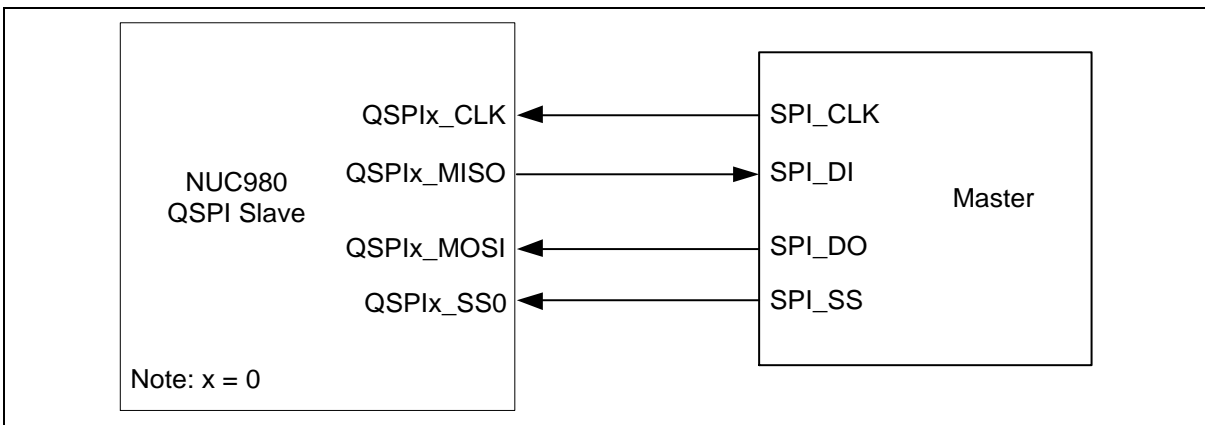 QSPIx_CLK
SPI_CLK
QSPIx_MISO
SPI_DI
NUC980
QSPI Slave
Master
QSPIx_MOSI
SPI_DO
QSPIx_SS0
SPI_SS
Note: x = 0